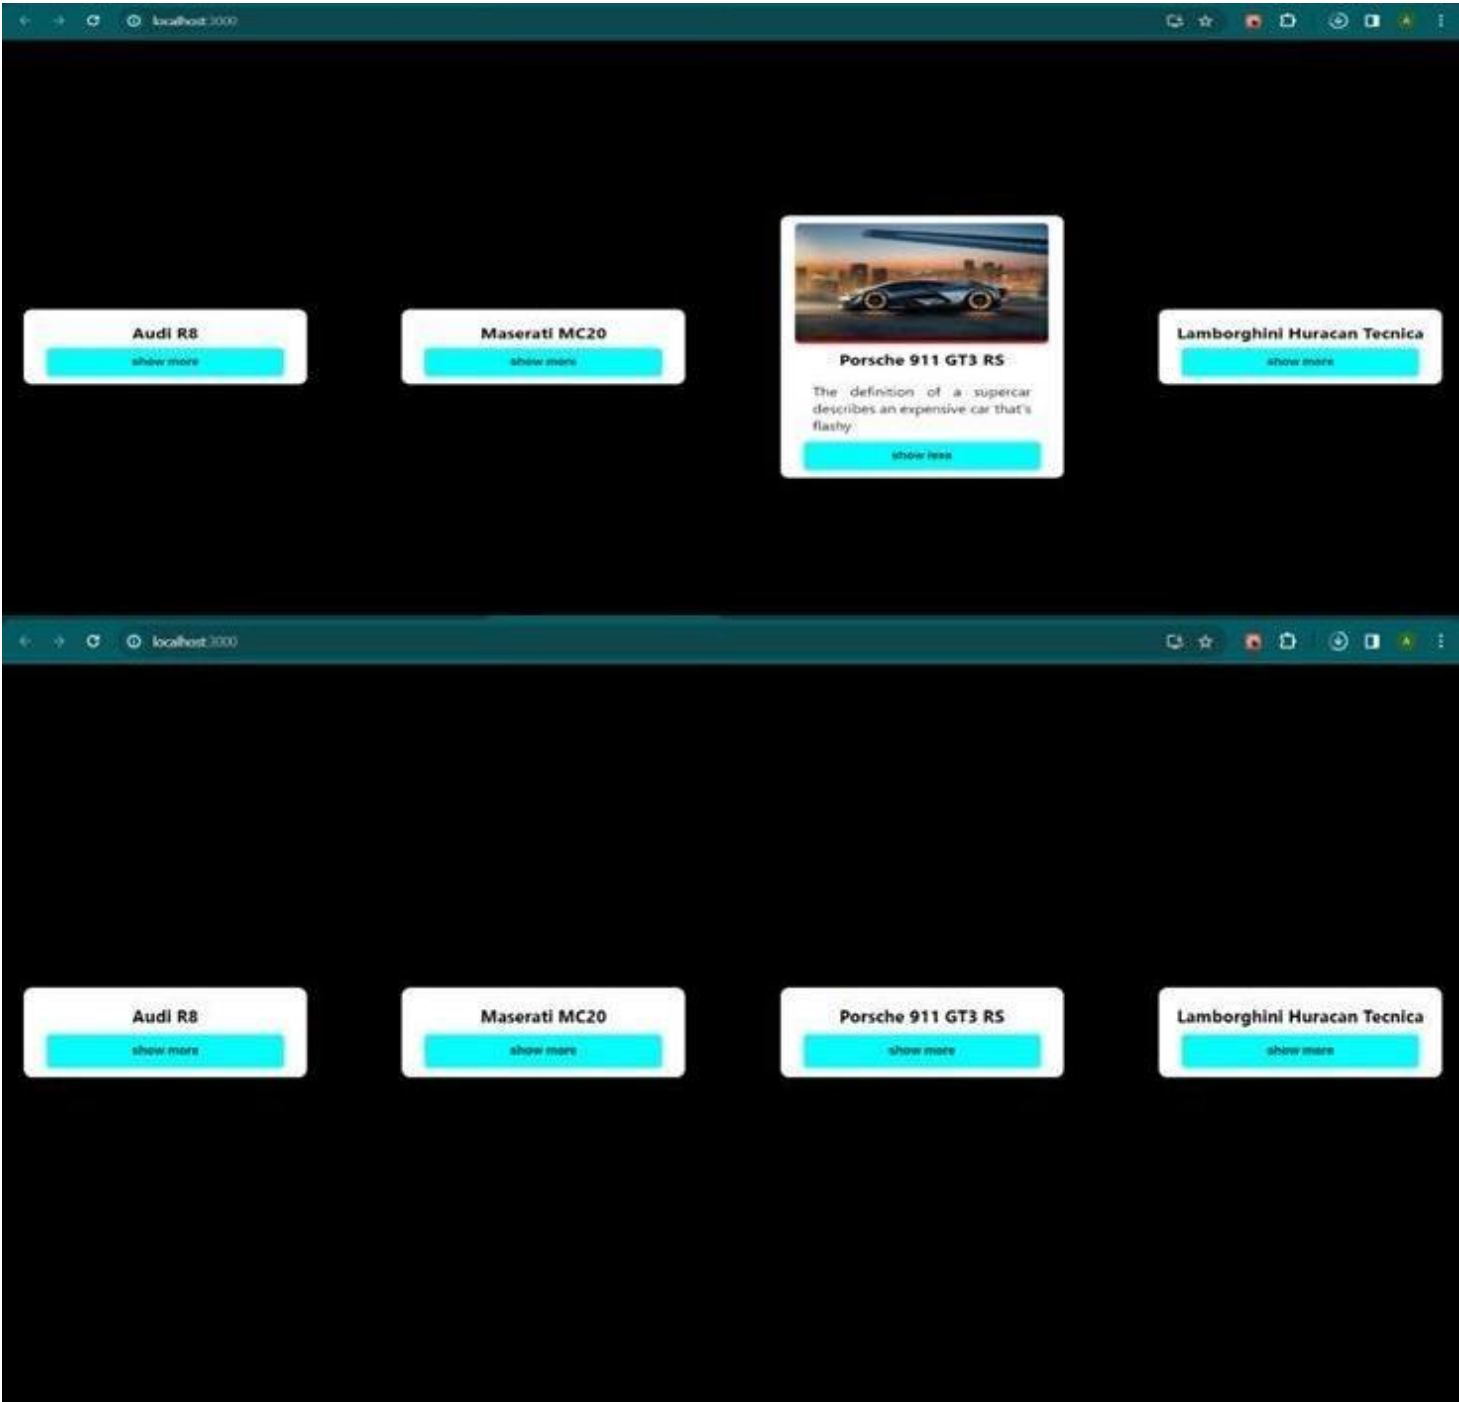 localhost:3000
Audi R8
show more
Maserati MC20
show more
Porsche 911 GT3 RS
The definition of a supercar
describes an expensive car that's
flashy
show less
Lamborghini Huracan Tecnica
show more
localhost:3000
Audi R8
show more
Maserati MC20
show more
Porsche 911 GT3 RS
show more
Lamborghini Huracan Tecnica
show more